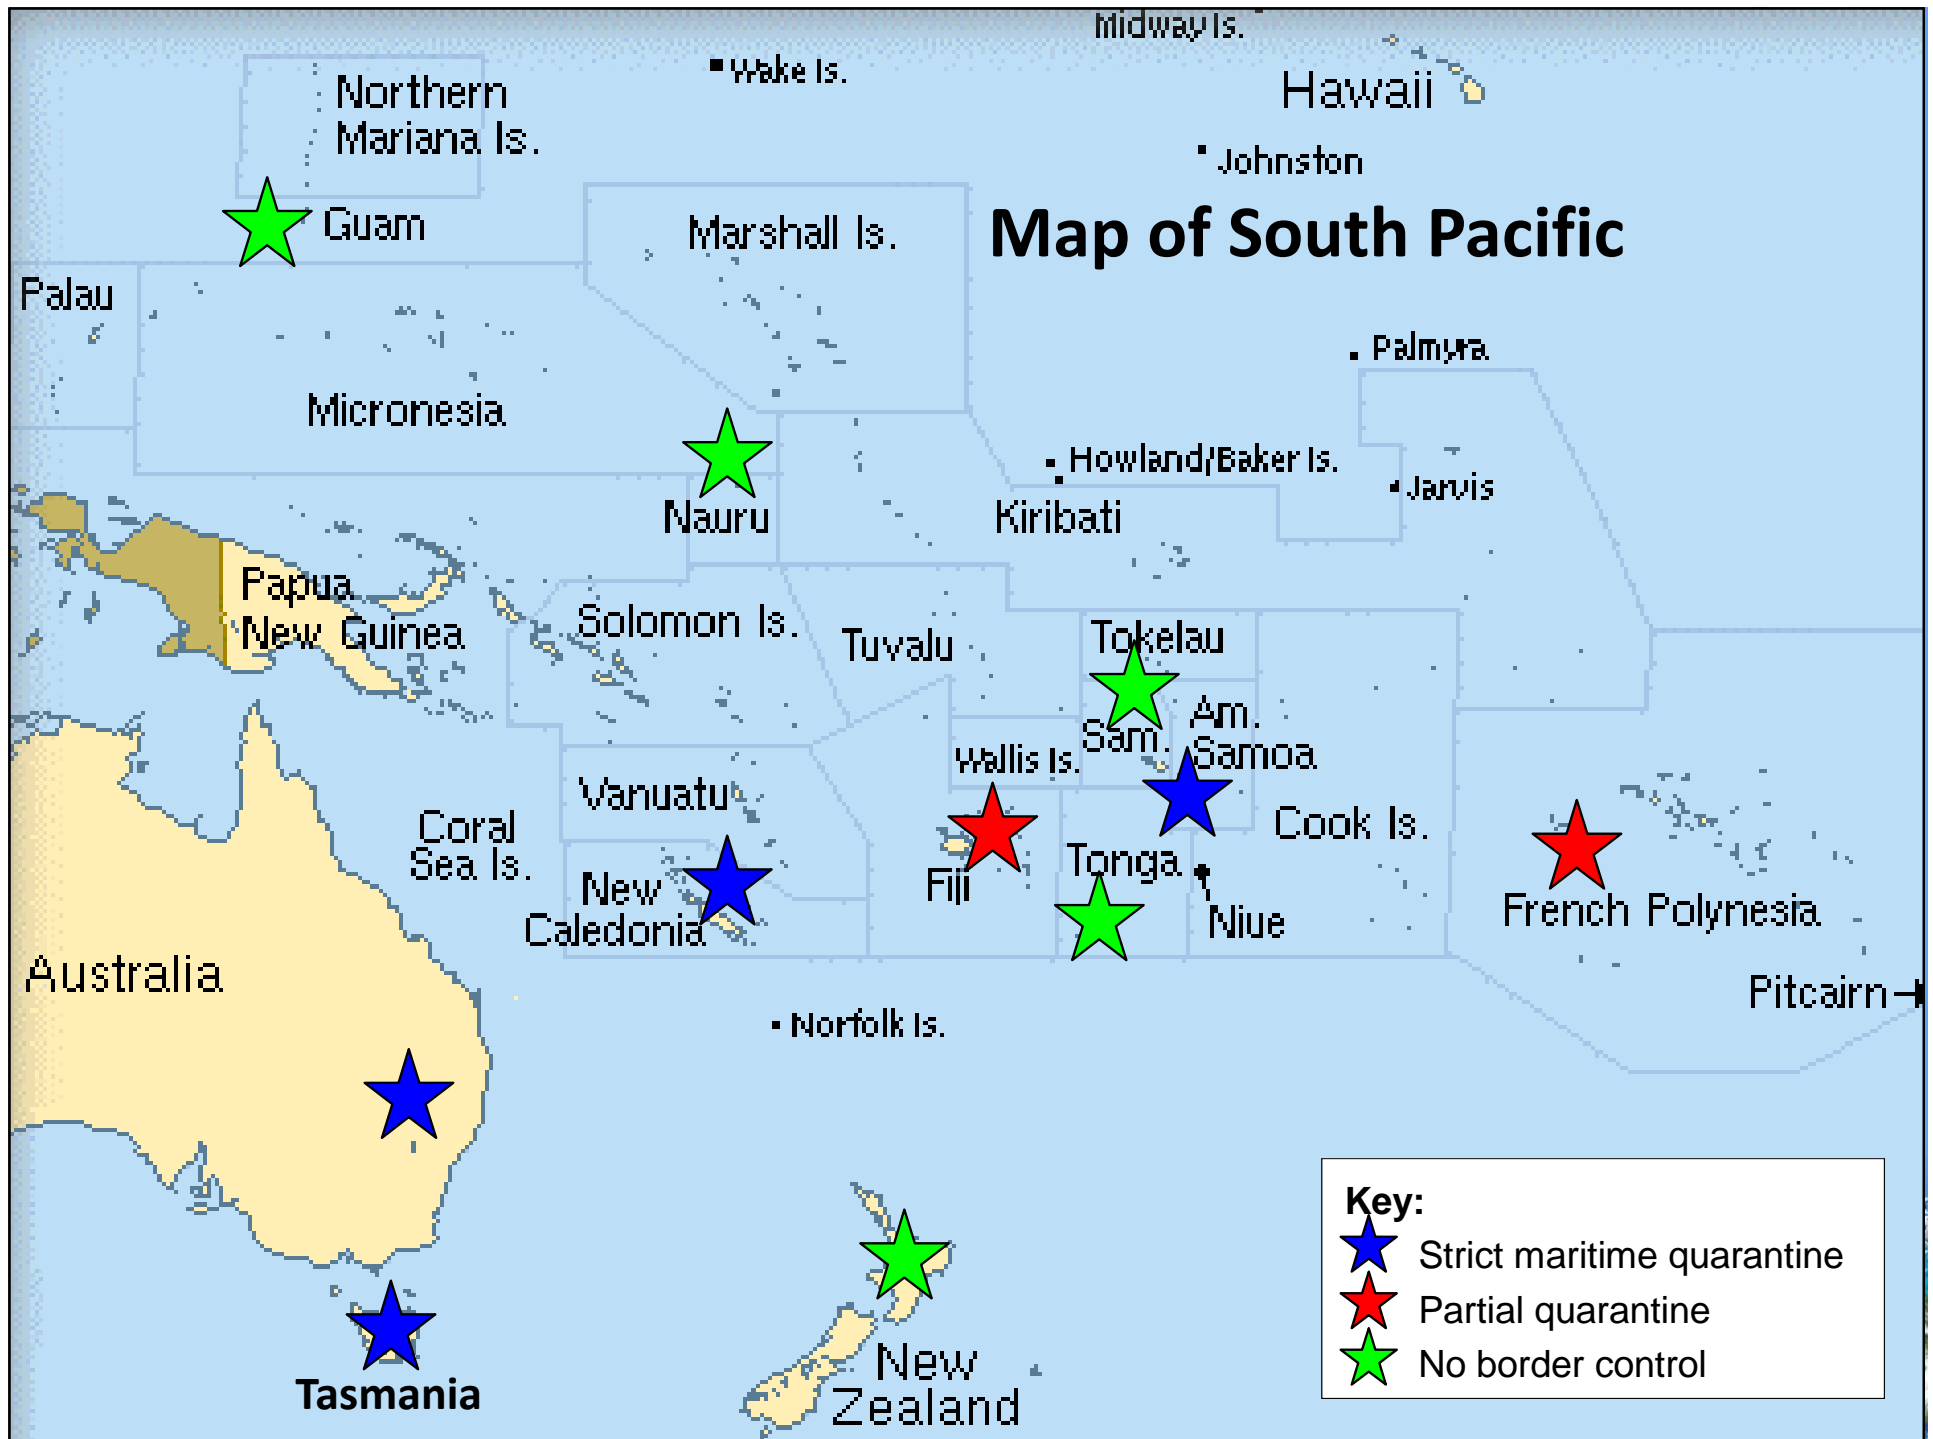 Midway Is.
Wake Is.
Hawaii
Northern
Mariana Is.
Johnston
Guam
Marshall Is.
Map of South Pacific
Palau
Palmyra
Micronesia
Howland/Baker Is.
Jarvis
Nauru
Kiribati
Papua
New Guinea
Solomon Is.
Tuvalu
Tokelau
Am.
Samoa
Sam.
Wallis Is.
Vanuatu
Coral
Sea Is.
Cook Is.
Tonga
New
Caledonia
Fiji
Niue
French Polynesia
Australia
Pitcairn
Norfolk Is.
Key:
Strict maritime quarantine
Partial quarantine
No border control
New
Zealand
Tasmania